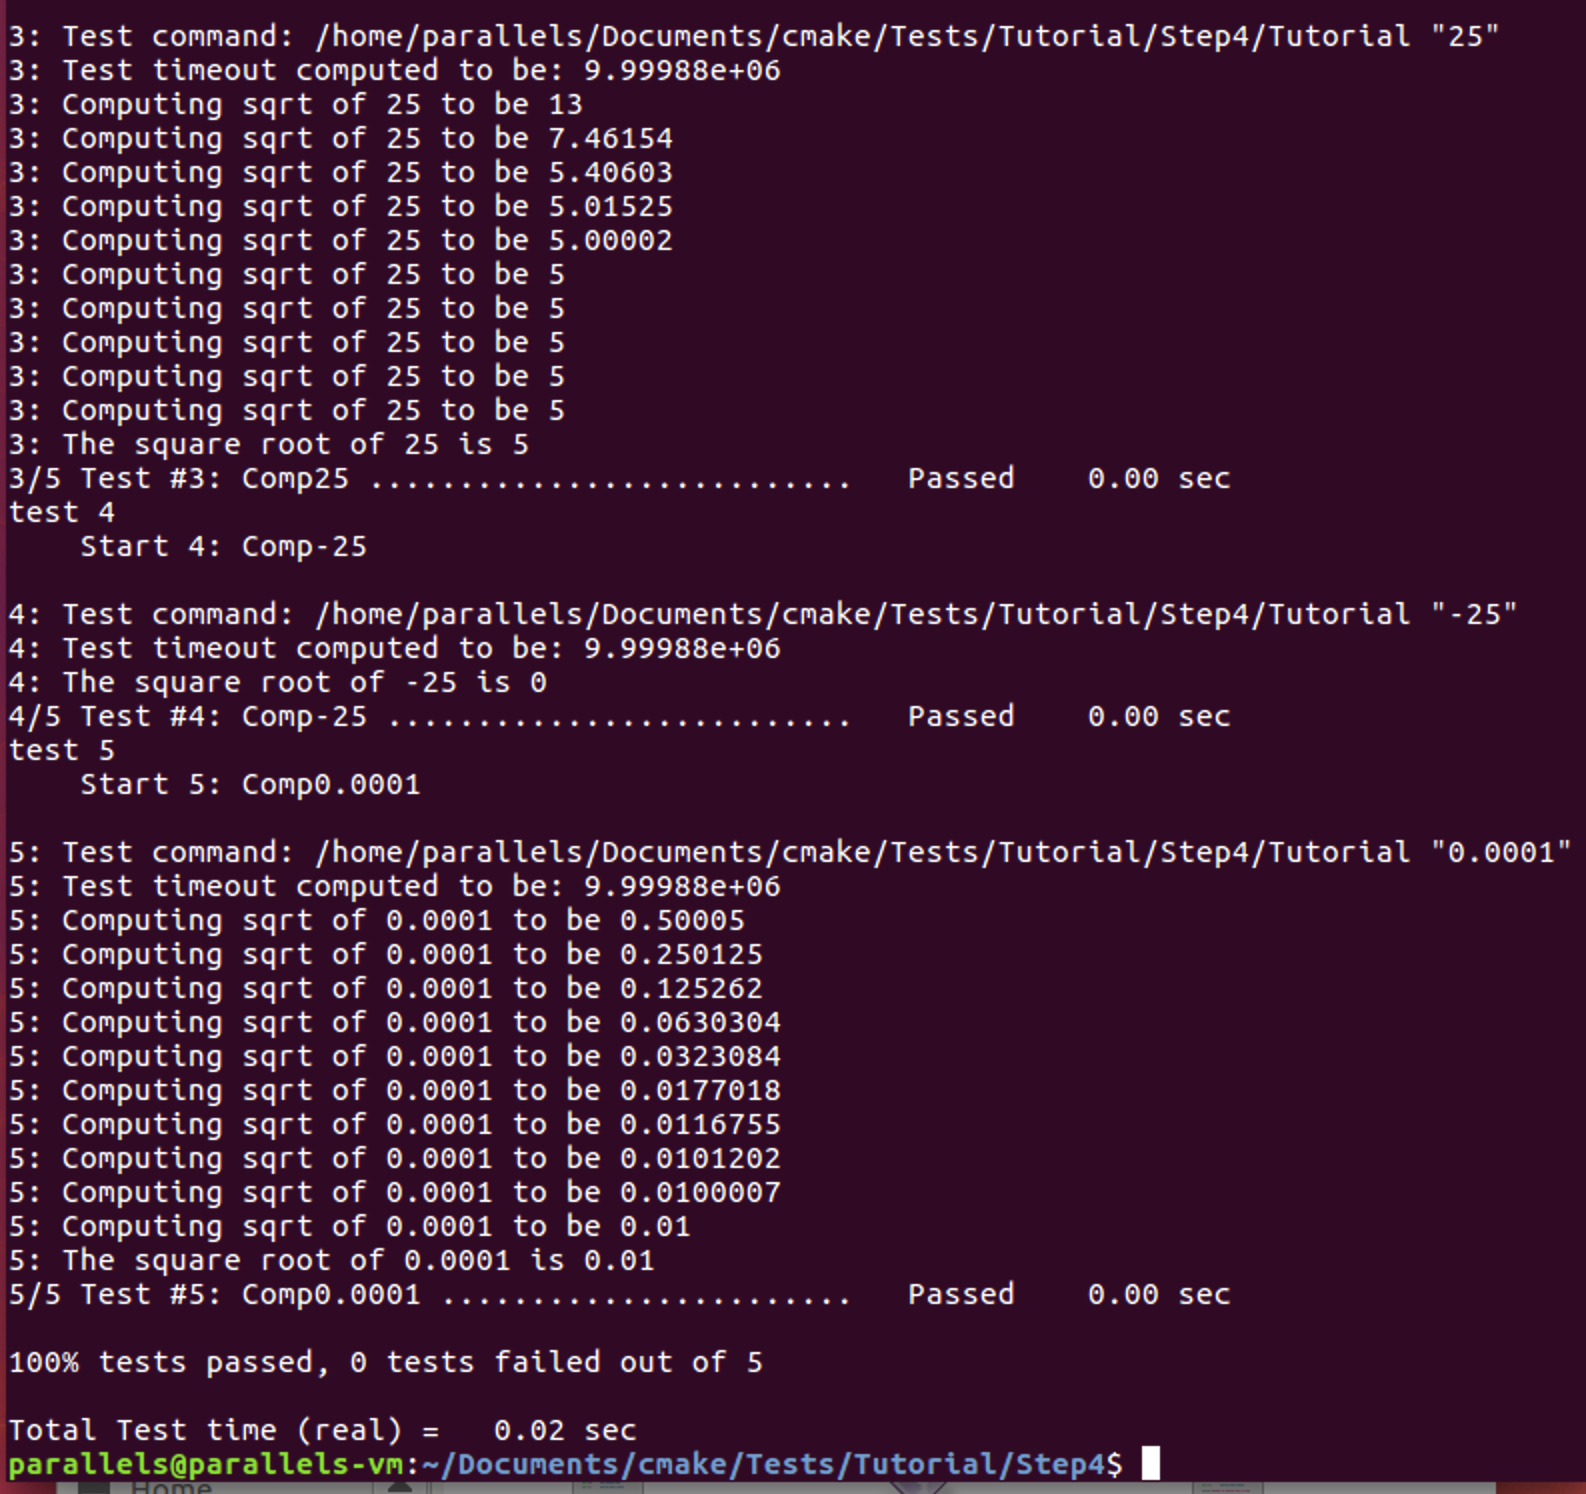 3: Test command: /home/parallels/Documents/cmake/Tests/Tutorial/Step4/Tutorial "25"
3: Test timeout computed to be: 9.99988e+06
3: Computing sqrt of 25 to be 13
3: Computing sqrt of 25 to be 7.46154
3: Computing sqrt of 25 to be 5.40603
3: Computing sqrt of 25 to be 5.01525
3: Computing sqrt of 25 to be 5.00002
3: Computing sqrt of 25 to be 5
3: Computing sqrt of 25 to be 5
3: Computing sqrt of 25 to be 5
3: Computing sqrt of 25 to be 5
3: Computing sqrt of 25 to be 5
3: The square root of 25 is 5
3/5 Test #3: Comp25 ...........................   Passed    0.00 sec
test 4
    Start 4: Comp-25
4: Test command: /home/parallels/Documents/cmake/Tests/Tutorial/Step4/Tutorial "-25"
4: Test timeout computed to be: 9.99988e+06
4: The square root of -25 is 0
4/5 Test #4: Comp-25 ..........................   Passed    0.00 sec
test 5
    Start 5: Comp0.0001
5: Test command: /home/parallels/Documents/cmake/Tests/Tutorial/Step4/Tutorial "0.0001"
5: Test timeout computed to be: 9.99988e+06
5: Computing sqrt of 0.0001 to be 0.50005
5: Computing sqrt of 0.0001 to be 0.250125
5: Computing sqrt of 0.0001 to be 0.125262
5: Computing sqrt of 0.0001 to be 0.0630304
5: Computing sqrt of 0.0001 to be 0.0323084
5: Computing sqrt of 0.0001 to be 0.0177018
5: Computing sqrt of 0.0001 to be 0.0116755
5: Computing sqrt of 0.0001 to be 0.0101202
5: Computing sqrt of 0.0001 to be 0.0100007
5: Computing sqrt of 0.0001 to be 0.01
5: The square root of 0.0001 is 0.01
5/5 Test #5: Comp0.0001 .......................   Passed    0.00 sec
100% tests passed, 0 tests failed out of 5
Total Test time (real) =   0.02 sec
parallels@parallels-vm:~/Documents/cmake/Tests/Tutorial/Step4$
Home